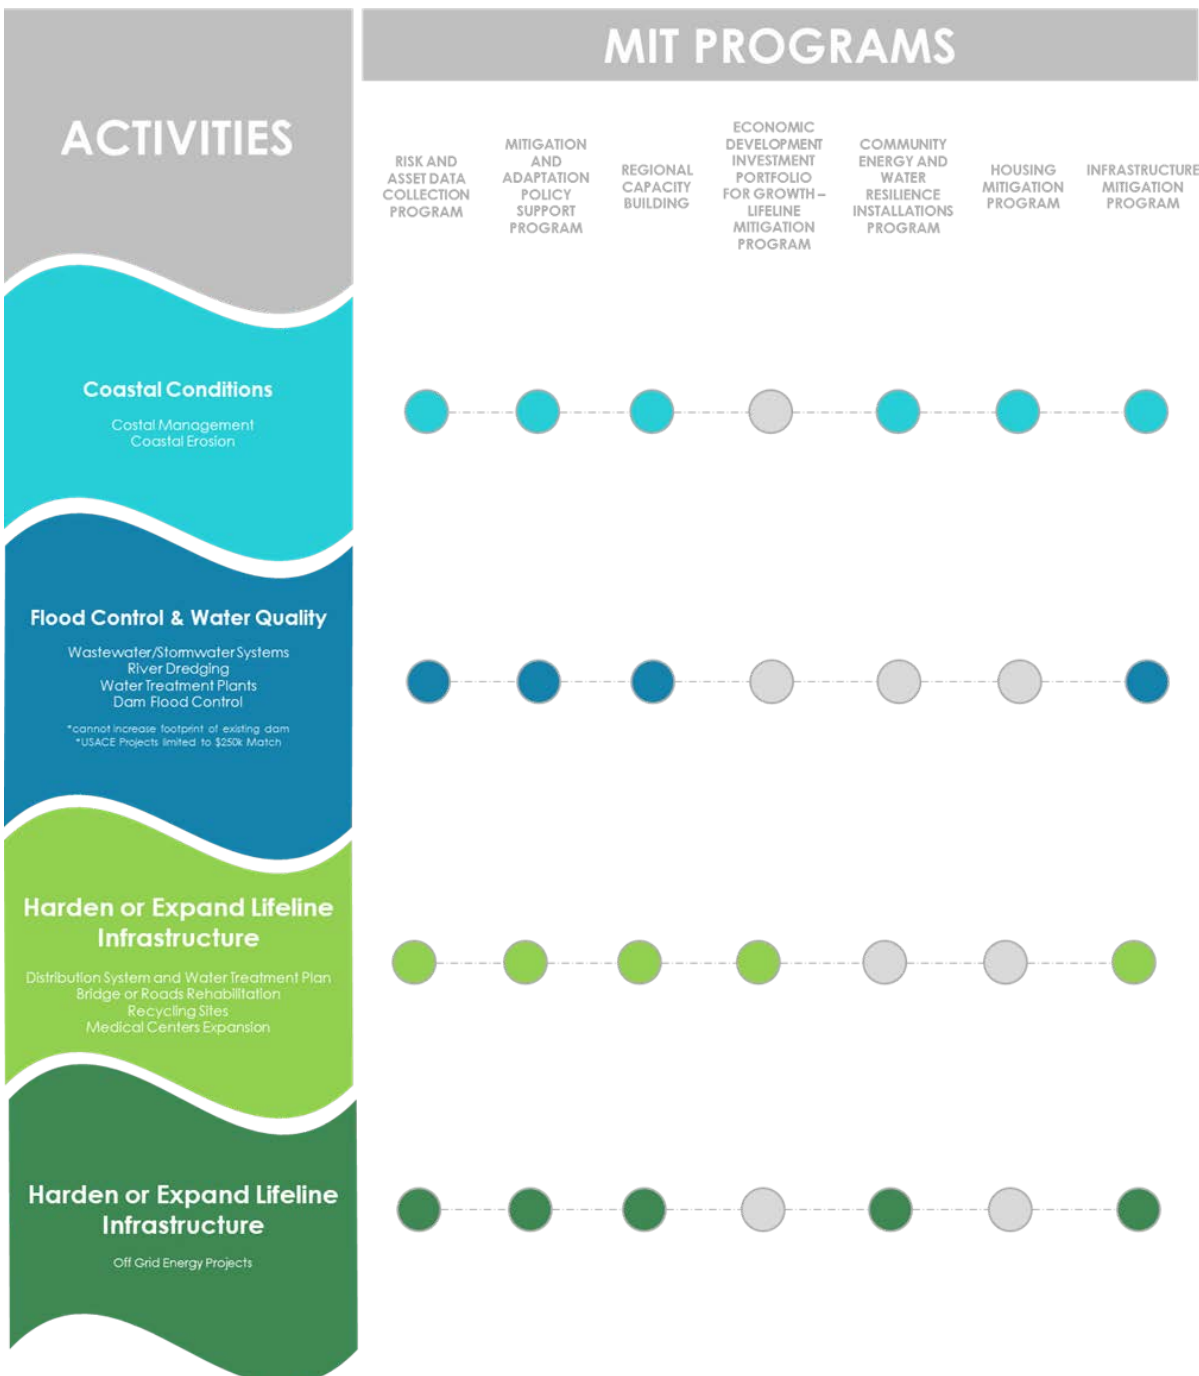 MIT PROGRAMS
ACTIVITIES
RISK AND
ASSET DATA
COLLECTION
PROGRAM
MITIGATION
AND
ADAPTATION
POLICY
SUPPORT
PROGRAM
REGIONAL
CAPACITY
BUILDING
ECONOMIC
DEVELOPMENT
INVESTMENT
PORTFOLIO
FOR GROWTH –
LIFELINE
MITIGATION
PROGRAM
COMMUNITY
ENERGY AND
WATER
RESILIENCE
INSTALLATIONS
PROGRAM
HOUSING
MITIGATION
PROGRAM
INFRASTRUCTURE
MITIGATION
PROGRAM
Coastal Conditions
Costal Management
Coastal Erosion
Flood Control & Water Quality
Wastewater/Stormwater Systems
River Dredging
Water Treatment Plants
Dam Flood Control
*cannot increase footprint of existing dam
*USACE Projects limited to $250k Match
Harden or Expand Lifeline
Infrastructure
Distribution System and Water Treatment Plan
Bridge or Roads Rehabilitation
Recycling Sites
Medical Centers Expansion
Harden or Expand Lifeline
Infrastructure
Off Grid Energy Projects